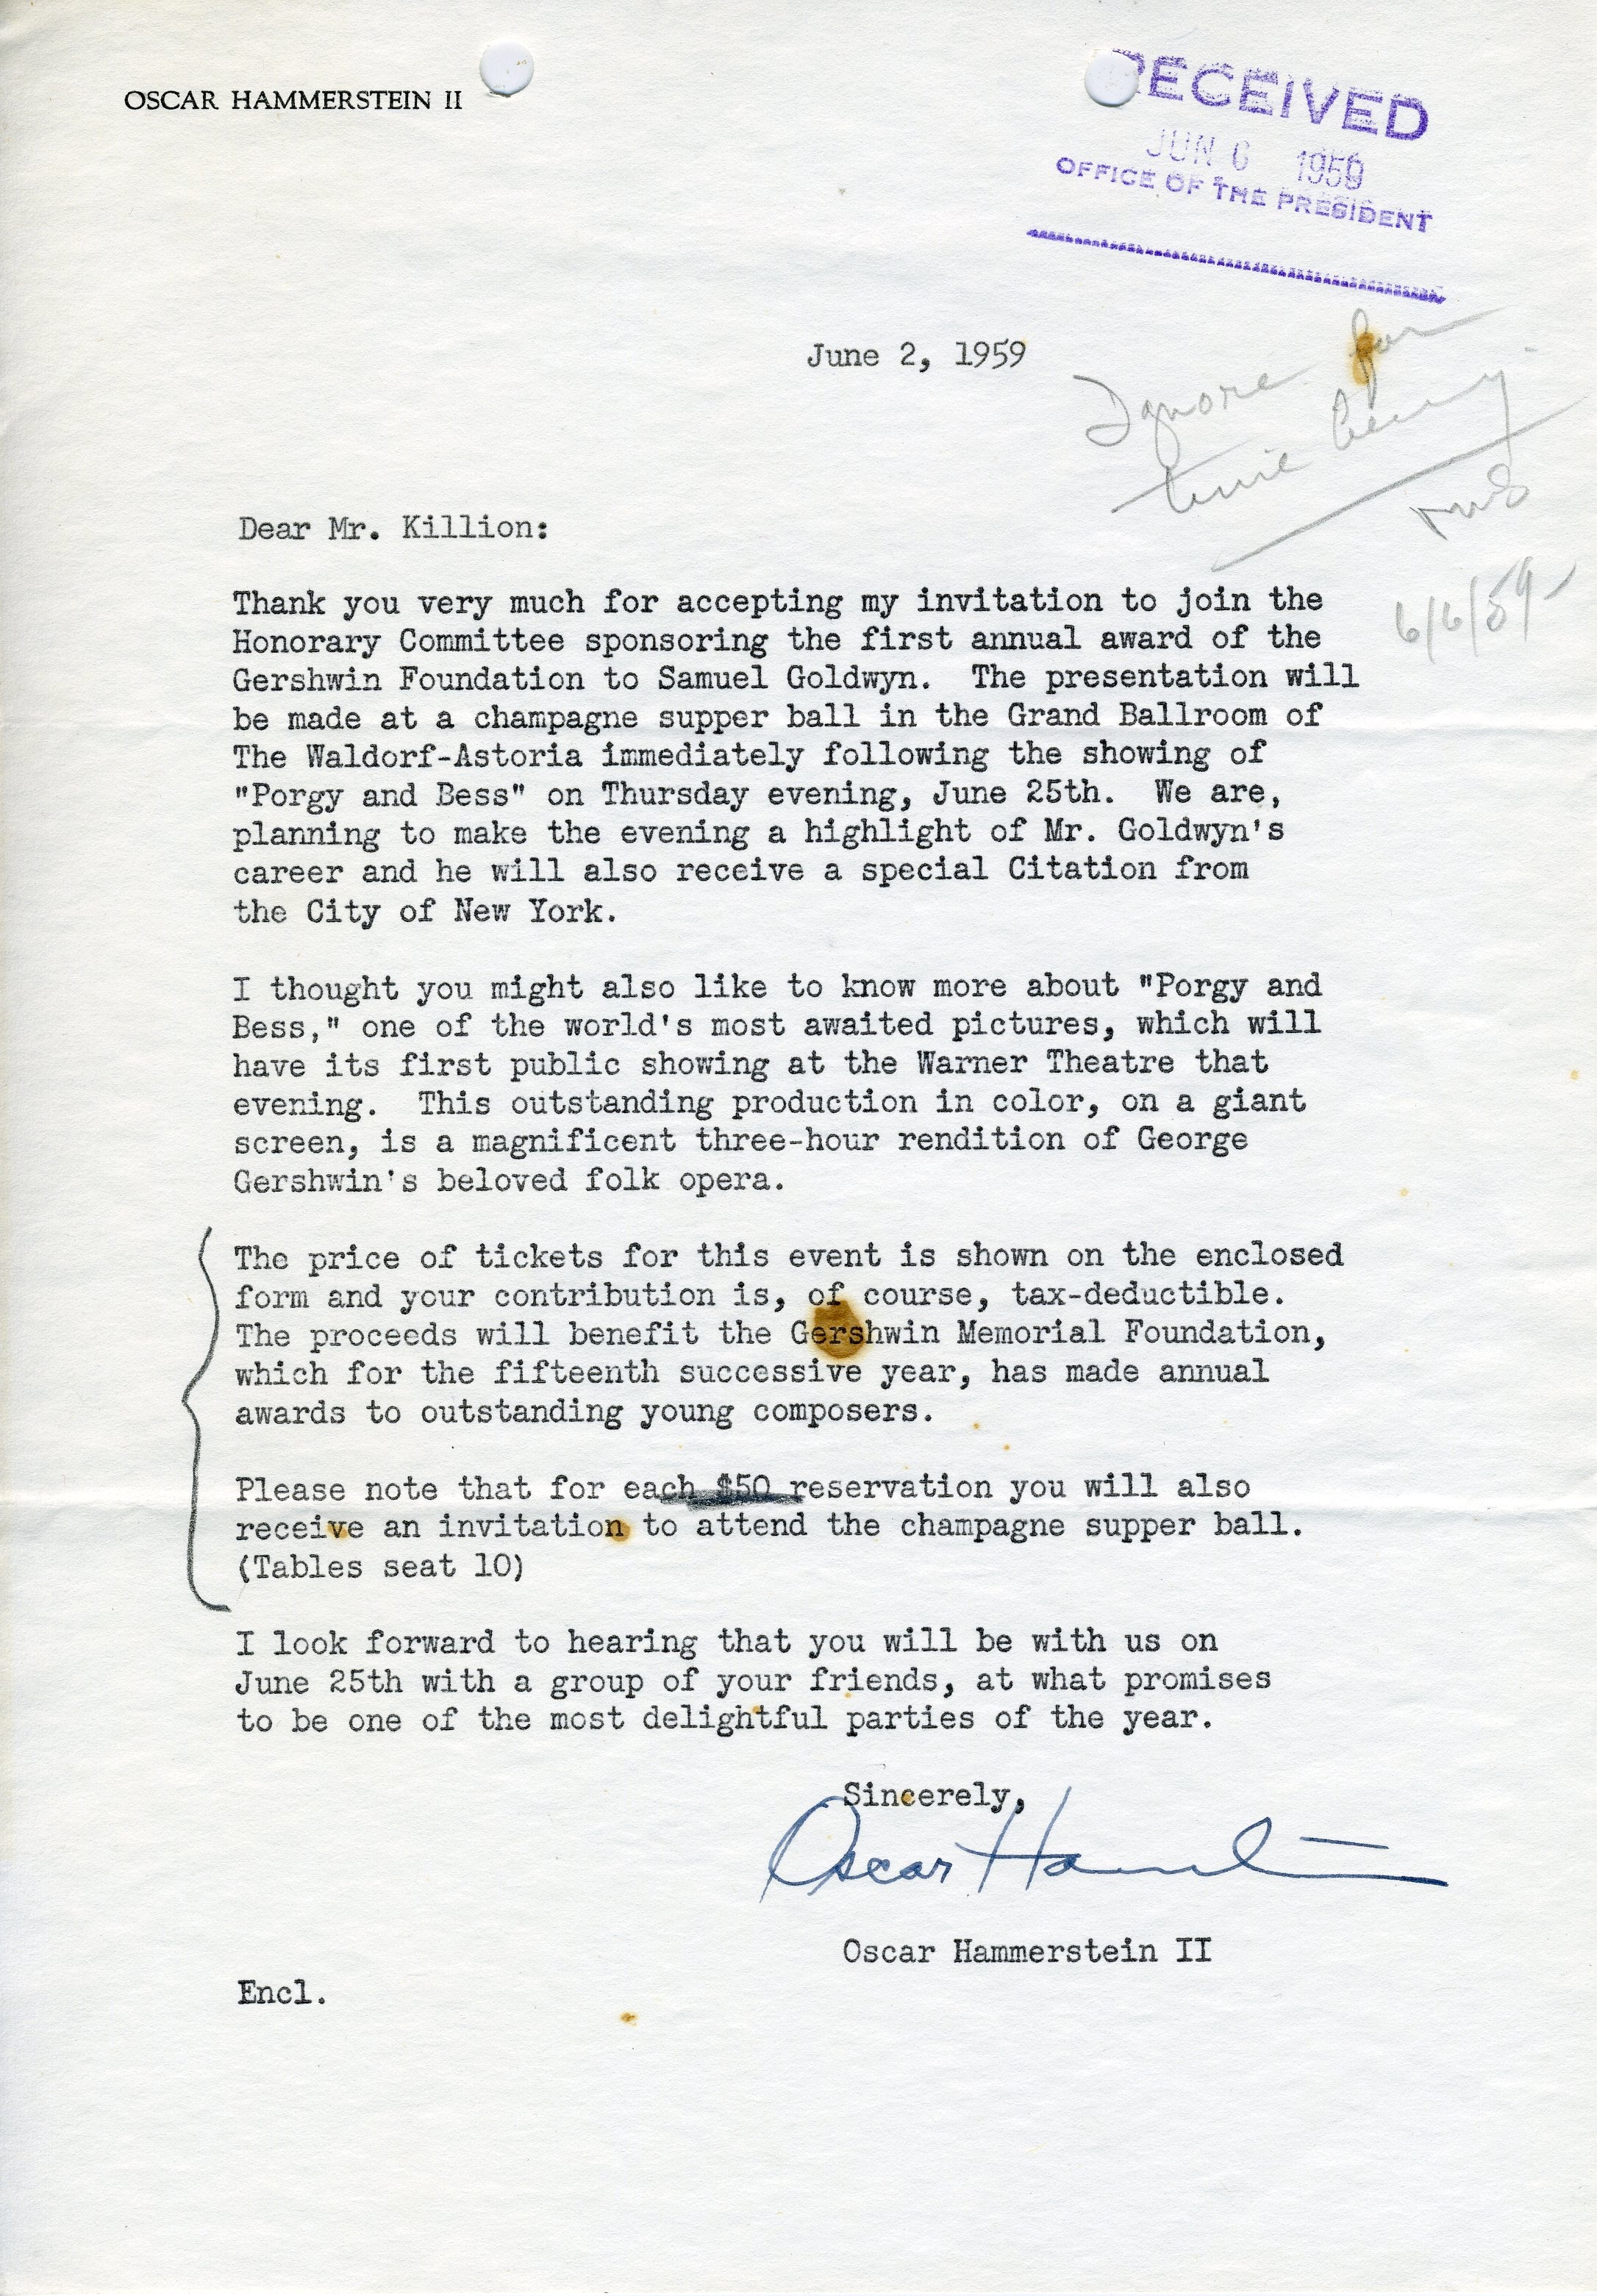 OSCAR HAMMERSTEIN II
RECEIVED
JUN 6 1959
OFFICE OF THE PRESIDENT
June 2, 1959
Ignore for
time being.
6/6/59
Dear Mr. Killion:
Thank you very much for accepting my invitation to join the
Honorary Committee sponsoring the first annual award of the
Gershwin Foundation to Samuel Goldwyn.  The presentation will
be made at a champagne supper ball in the Grand Ballroom of
The Waldorf-Astoria immediately following the showing of
"Porgy and Bess" on Thursday evening, June 25th.  We are,
planning to make the evening a highlight of Mr. Goldwyn's
career and he will also receive a special Citation from
the City of New York.
I thought you might also like to know more about "Porgy and
Bess," one of the world's most awaited pictures, which will
have its first public showing at the Warner Theatre that
evening.  This outstanding production in color, on a giant
screen, is a magnificent three-hour rendition of George
Gershwin's beloved folk opera.
The price of tickets for this event is shown on the enclosed
form and your contribution is, of course, tax-deductible.
The proceeds will benefit the Gershwin Memorial Foundation,
which for the fifteenth successive year, has made annual
awards to outstanding young composers.
Please note that for each $50 reservation you will also
receive an invitation to attend the champagne supper ball.
(Tables seat 10)
I look forward to hearing that you will be with us on
June 25th with a group of your friends, at what promises
to be one of the most delightful parties of the year.
Sincerely,
Oscar Hammerstein
Oscar Hammerstein II
Encl.